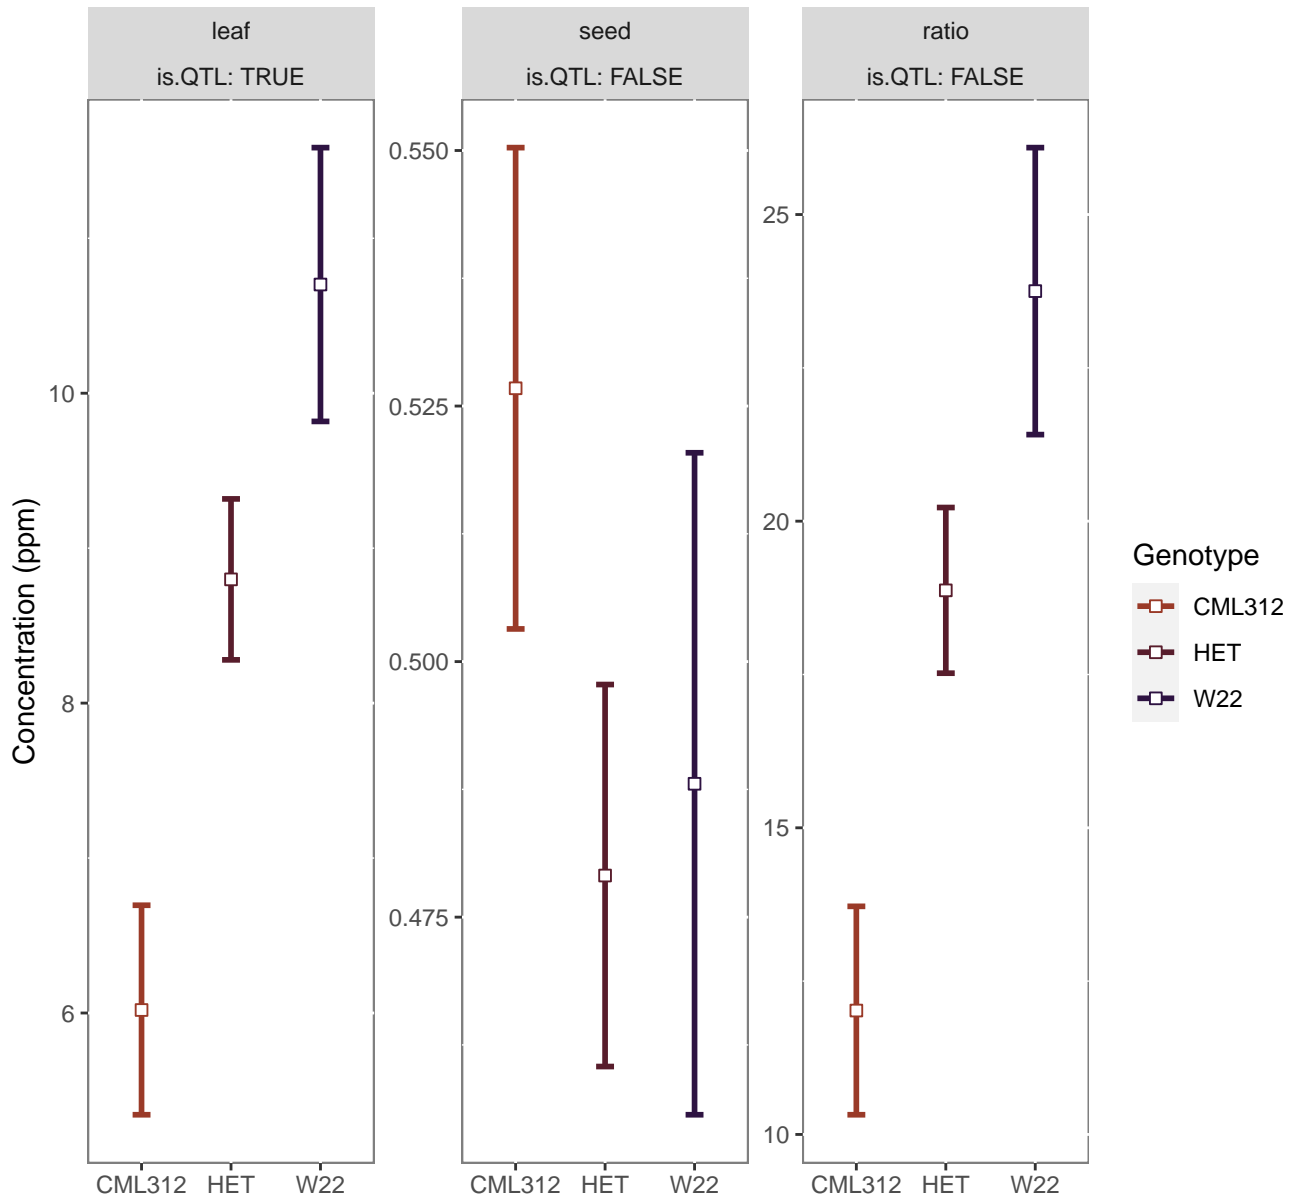 leaf
is.QTL: TRUE
seed
is.QTL: FALSE
ratio
is.QTL: FALSE
Concentration (ppm)
10
8
6
0.550
0.525
0.500
0.475
25
20
15
10
CML312 HET W22
CML312 HET W22
CML312 HET W22
Genotype
CML312
HET
W22